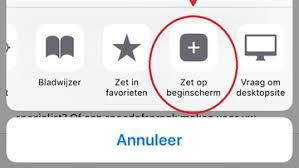 Bladwijzer
Zet in
favorieten
Zet op
beginscherm
Vraag om
desktopsite
Annuleer